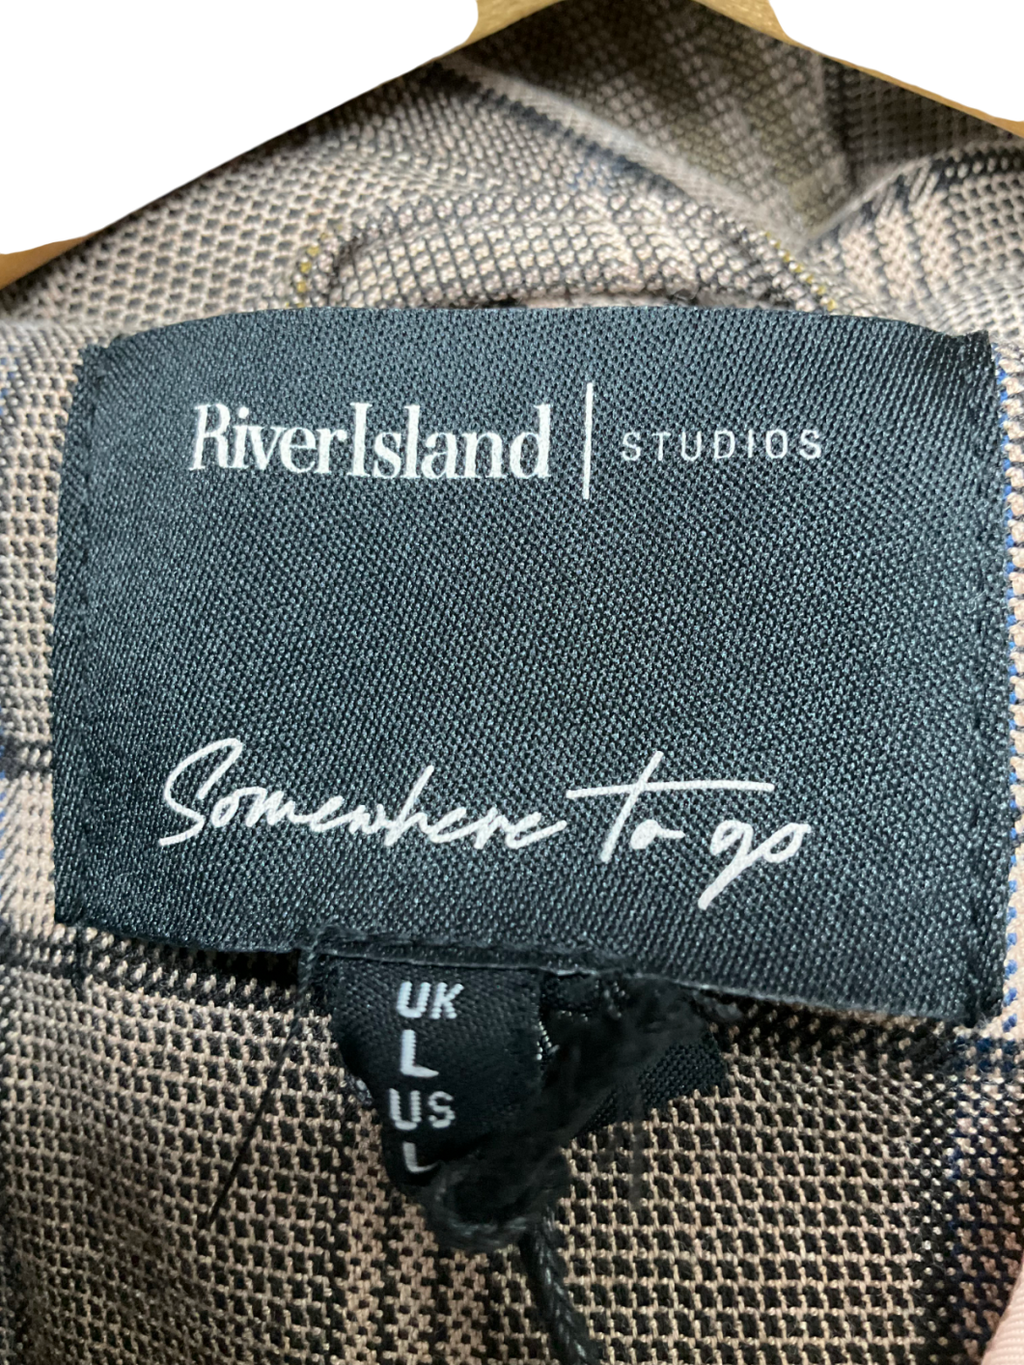 RiverIsland | STUDIOS
Somewhere to go
UK
L
US
L